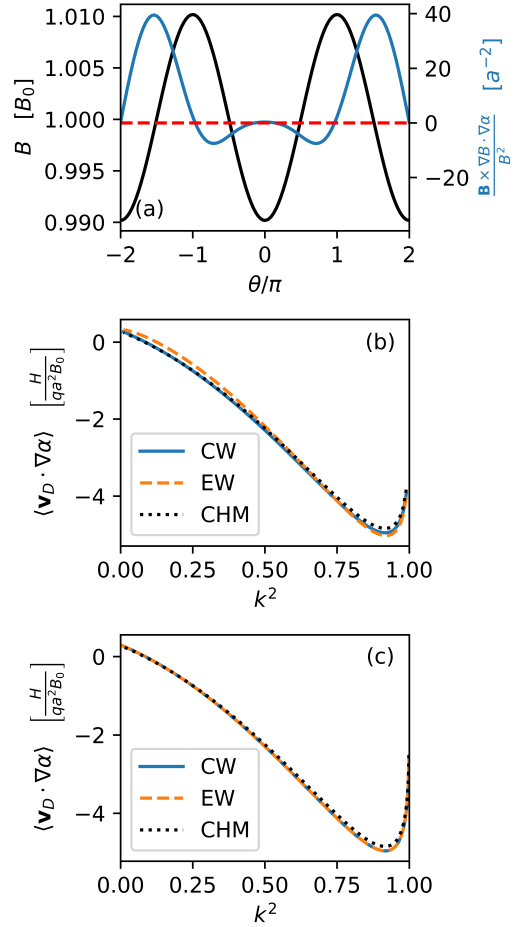 1.010
1.005
1.000
0.995
0.990
B [B₀]
40
20
0
−20
B × ∇B · ∇α / B² [a⁻²]
(a)
−2 −1 0 1 2
θ/π
0
−2
−4
⟨v_D · ∇α⟩ [H / qa²B₀]
(b)
CW
EW
CHM
0.00 0.25 0.50 0.75 1.00
k²
0
−2
−4
⟨v_D · ∇α⟩ [H / qa²B₀]
(c)
CW
EW
CHM
0.00 0.25 0.50 0.75 1.00
k²